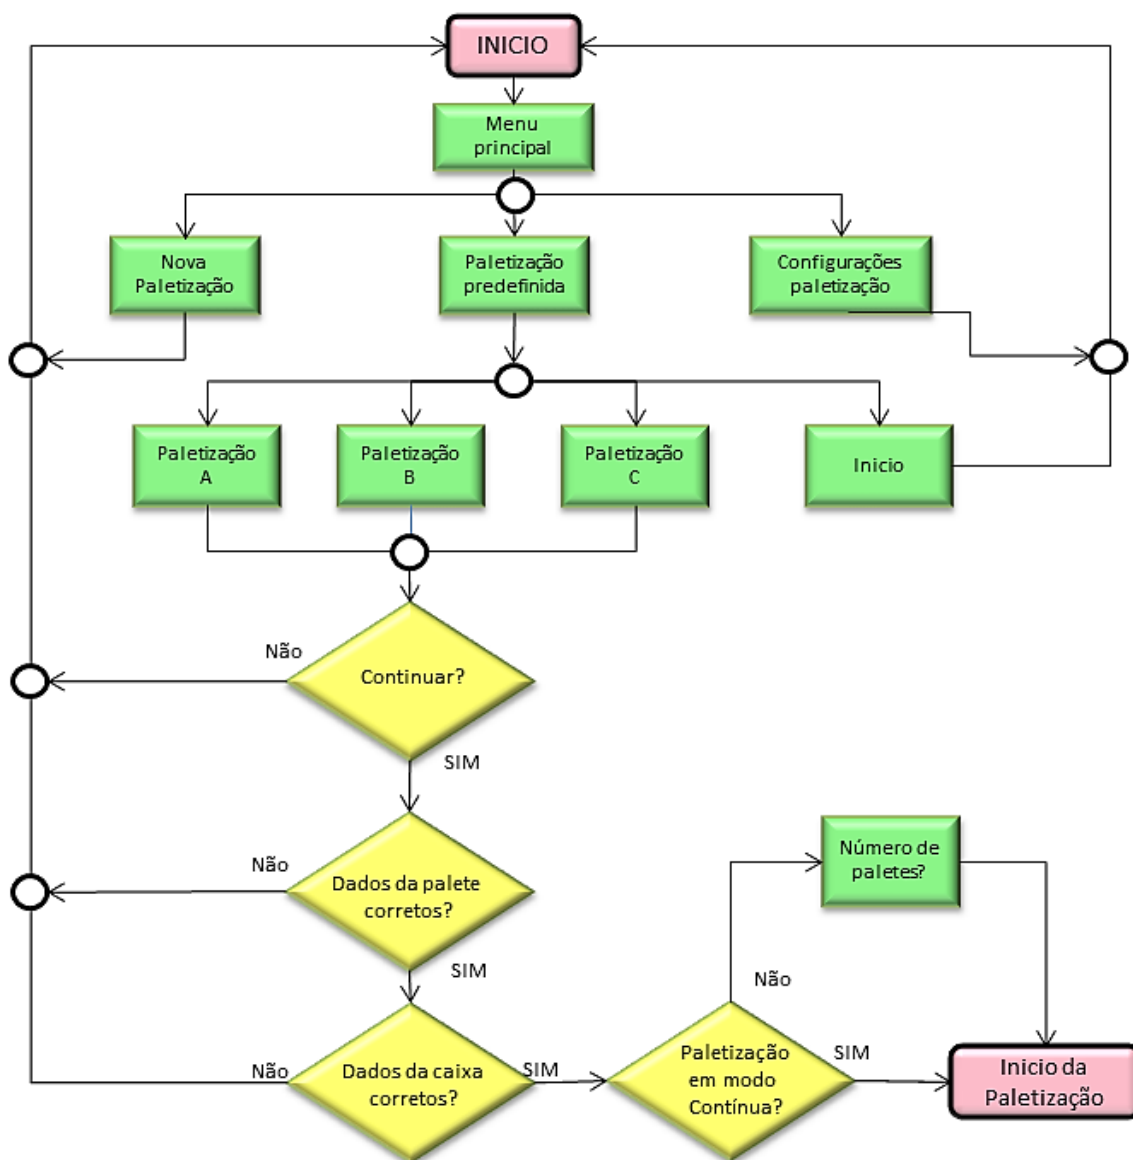 INICIO
Menu
principal
Nova
Paletização
Paletização
predefinida
Configurações
paletização
Paletização
A
Paletização
B
Paletização
C
Inicio
Não
Continuar?
SIM
Não
Dados da palete
corretos?
SIM
Número de
paletes?
Não
Não
Dados da caixa
corretos?
SIM
Paletização
em modo
Contínua?
SIM
Inicio da
Paletização